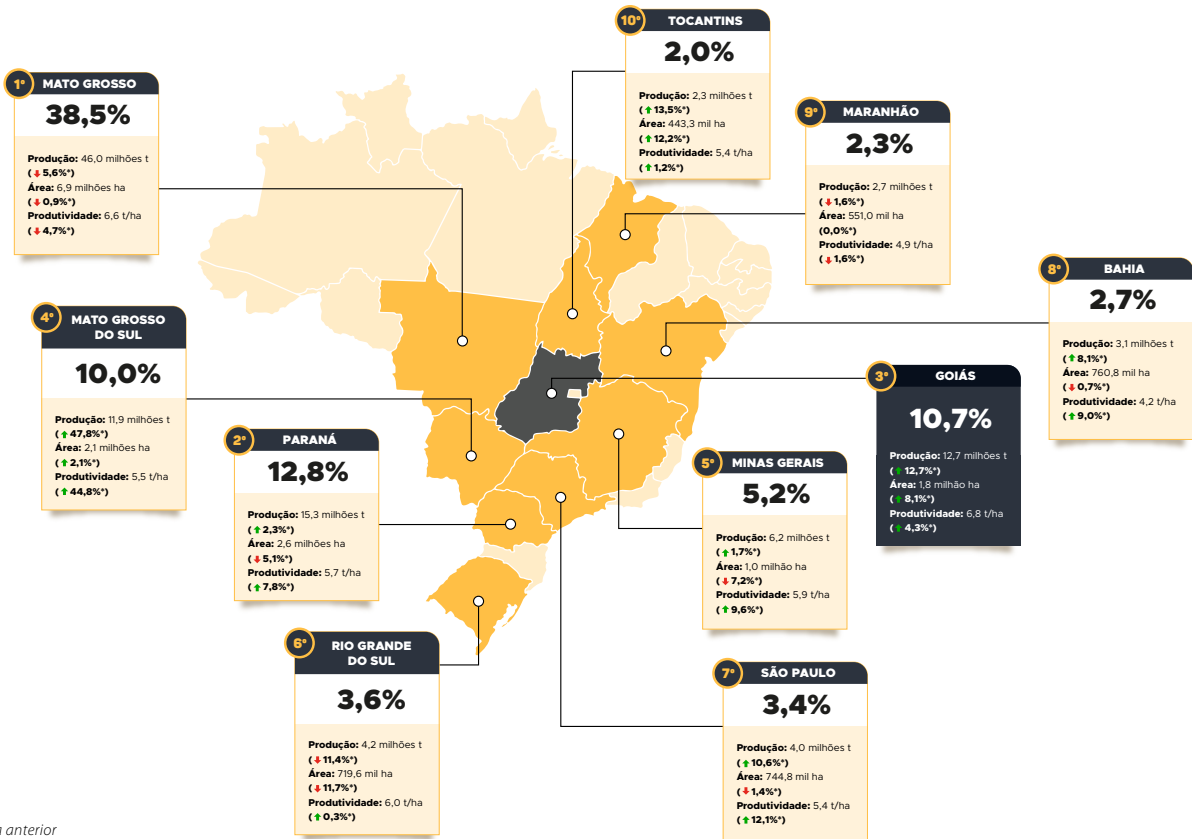 10º TOCANTINS
2,0%
Produção: 2,3 milhões t
(⬆13,5%*)
Área: 443,3 mil ha
(⬆12,2%*)
Produtividade: 5,4 t/ha
(⬆1,2%*)
1º MATO GROSSO
38,5%
Produção: 46,0 milhões t
(⬇5,6%*)
Área: 6,9 milhões ha
(⬇0,9%*)
Produtividade: 6,6 t/ha
(⬇4,7%*)
9º MARANHÃO
2,3%
Produção: 2,7 milhões t
(⬇1,6%*)
Área: 551,0 mil ha
(0,0%*)
Produtividade: 4,9 t/ha
(⬇1,6%*)
8º BAHIA
2,7%
Produção: 3,1 milhões t
(⬆8,1%*)
Área: 760,8 mil ha
(⬇0,7%*)
Produtividade: 4,2 t/ha
(⬆9,0%*)
4º MATO GROSSO
DO SUL
10,0%
Produção: 11,9 milhões t
(⬆47,8%*)
Área: 2,1 milhões ha
(⬆2,1%*)
Produtividade: 5,5 t/ha
(⬆44,8%*)
3º GOIÁS
10,7%
Produção: 12,7 milhões t
(⬆12,7%*)
Área: 1,8 milhão ha
(⬆8,1%*)
Produtividade: 6,8 t/ha
(⬆4,3%*)
2º PARANÁ
12,8%
Produção: 15,3 milhões t
(⬆2,3%*)
Área: 2,6 milhões ha
(⬇5,1%*)
Produtividade: 5,7 t/ha
(⬆7,8%*)
5º MINAS GERAIS
5,2%
Produção: 6,2 milhões t
(⬆1,7%*)
Área: 1,0 milhão ha
(⬇7,2%*)
Produtividade: 5,9 t/ha
(⬆9,6%*)
6º RIO GRANDE
DO SUL
3,6%
Produção: 4,2 milhões t
(⬇11,4%*)
Área: 719,6 mil ha
(⬇11,7%*)
Produtividade: 6,0 t/ha
(⬆0,3%*)
7º SÃO PAULO
3,4%
Produção: 4,0 milhões t
(⬆10,6%*)
Área: 744,8 mil ha
(⬇1,4%*)
Produtividade: 5,4 t/ha
(⬆12,1%*)
anterior